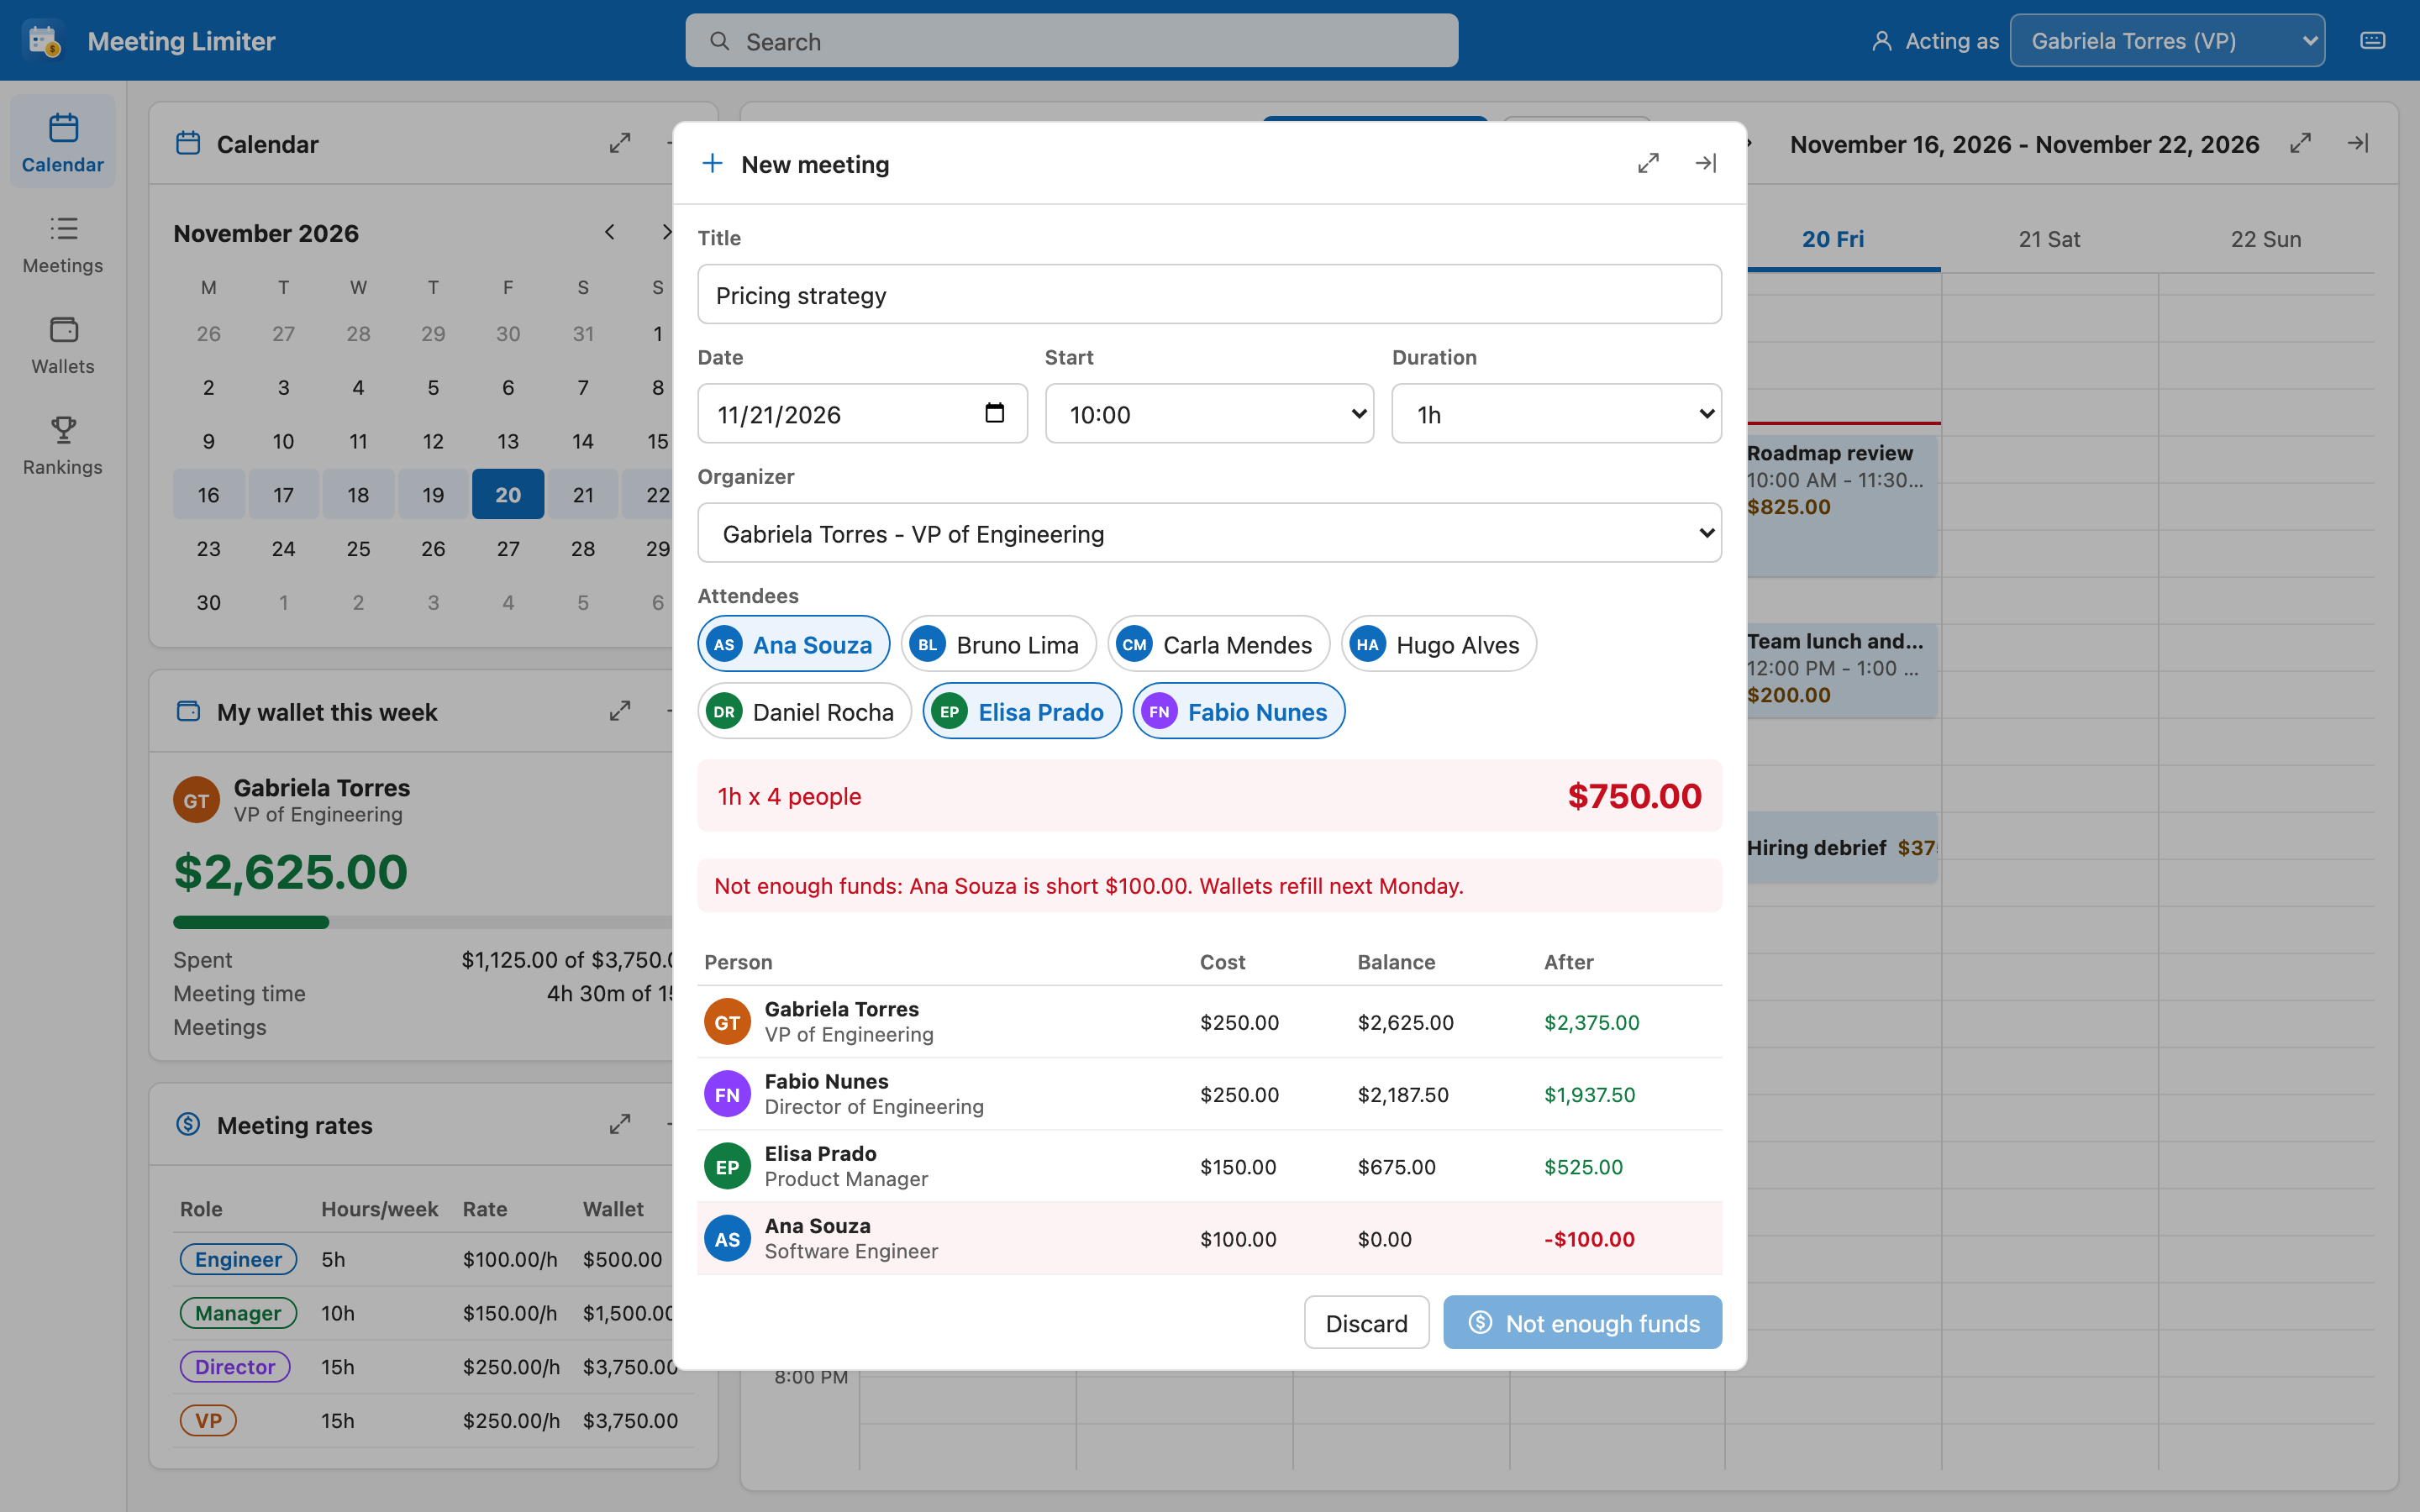 Meeting Limiter
Search
Acting as
Gabriela Torres (VP)
Calendar
Meetings
Wallets
Rankings
Calendar
November 2026
M T W T F S S
26 27 28 29 30 31 1
2 3 4 5 6 7 8
9 10 11 12 13 14 15
16 17 18 19 20 21 22
23 24 25 26 27 28 29
30 1 2 3 4 5 6
My wallet this week
GT
Gabriela Torres
VP of Engineering
$2,625.00
Spent $1,125.00 of $3,750.
Meeting time 4h 30m of
Meetings
Meeting rates
Role Hours/week Rate Wallet
Engineer 5h $100.00/h $500.00
Manager 10h $150.00/h $1,500.00
Director 15h $250.00/h $3,750.00
VP 15h $250.00/h $3,750.00
New meeting
Title
Pricing strategy
Date Start Duration
11/21/2026 10:00 1h
Organizer
Gabriela Torres - VP of Engineering
Attendees
AS Ana Souza BL Bruno Lima CM Carla Mendes HA Hugo Alves
DR Daniel Rocha EP Elisa Prado FN Fabio Nunes
1h x 4 people $750.00
Not enough funds: Ana Souza is short $100.00. Wallets refill next Monday.
Person Cost Balance After
GT Gabriela Torres $250.00 $2,625.00 $2,375.00
VP of Engineering
FN Fabio Nunes $250.00 $2,187.50 $1,937.50
Director of Engineering
EP Elisa Prado $150.00 $675.00 $525.00
Product Manager
AS Ana Souza $100.00 $0.00 -$100.00
Software Engineer
Discard
Not enough funds
November 16, 2026 - November 22, 2026
20 Fri 21 Sat 22 Sun
Roadmap review
10:00 AM - 11:30...
$825.00
Team lunch and...
12:00 PM - 1:00 ...
$200.00
Hiring debrief $37
8:00 PM